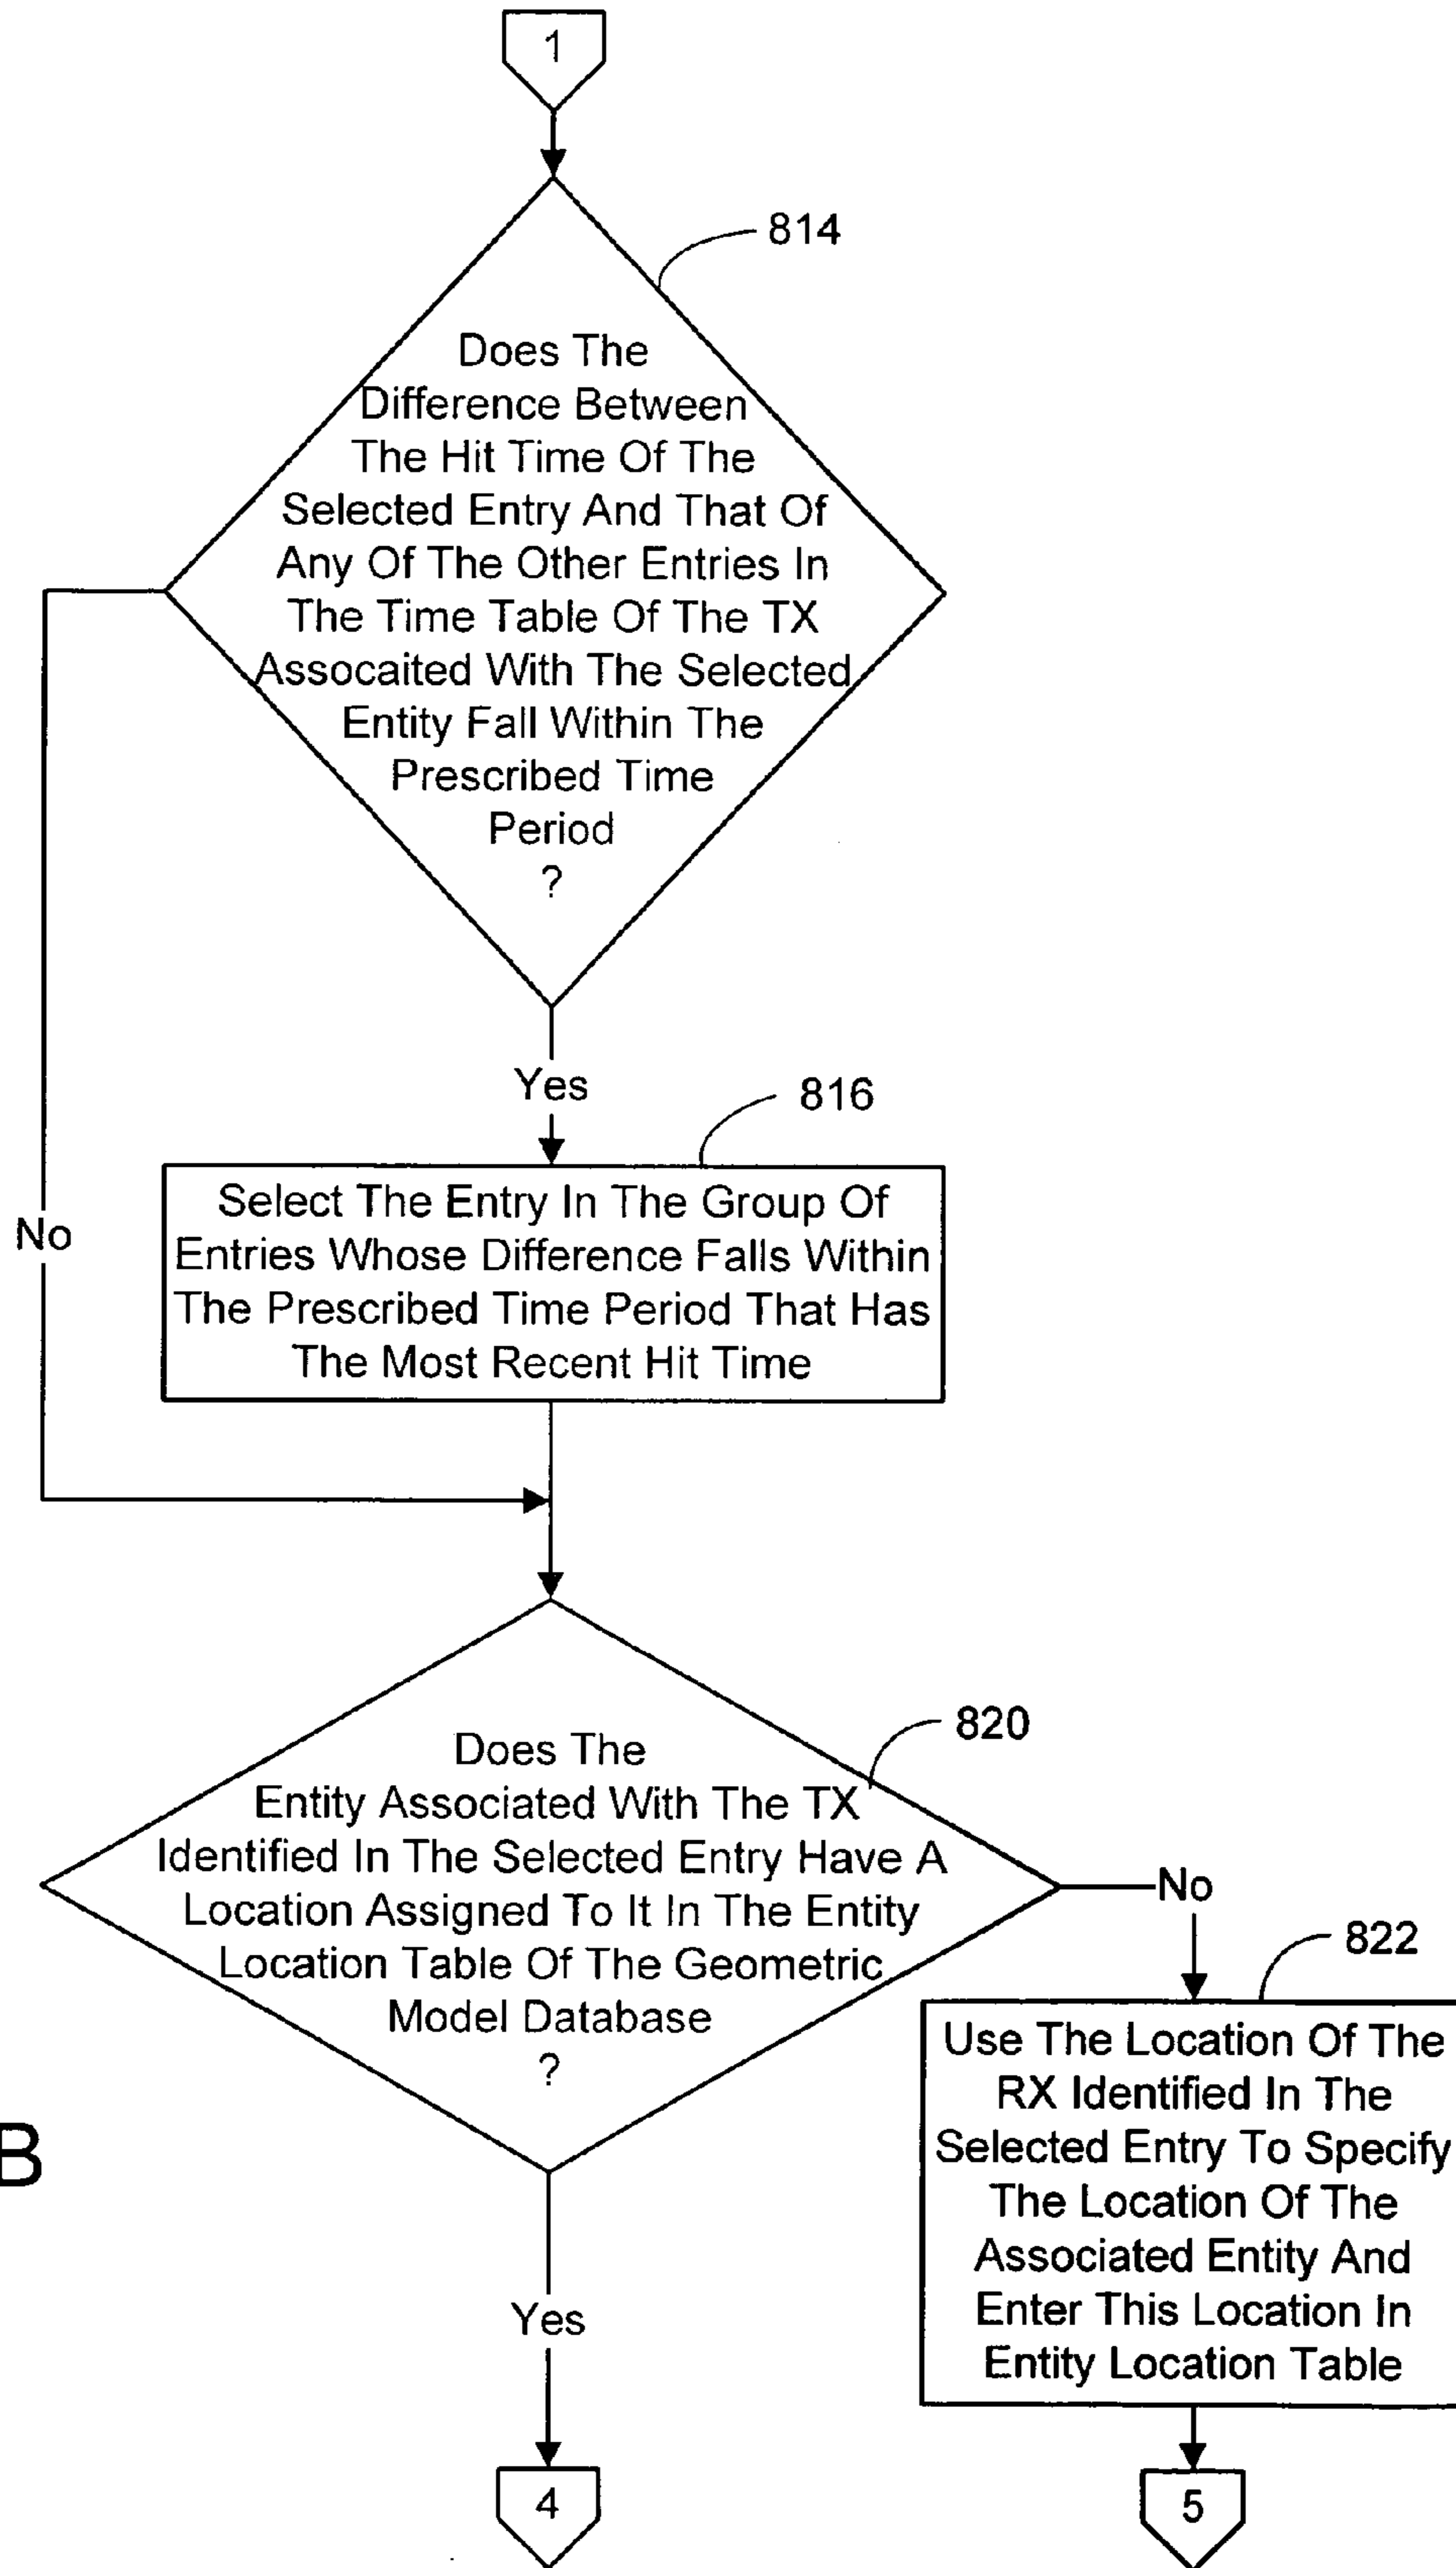 1
814
Does The
Difference Between
The Hit Time Of The
Selected Entry And That Of
Any Of The Other Entries In
The Time Table Of The TX
Assocaited With The Selected
Entity Fall Within The
Prescribed Time
Period
?
Yes
816
No
Select The Entry In The Group Of
Entries Whose Difference Falls Within
The Prescribed Time Period That Has
The Most Recent Hit Time
820
Does The
Entity Associated With The TX
Identified In The Selected Entry Have A
Location Assigned To It In The Entity
Location Table Of The Geometric
Model Database
?
No
822
Use The Location Of The
RX Identified In The
Selected Entry To Specify
The Location Of The
Associated Entity And
Enter This Location In
Entity Location Table
B
Yes
4
5